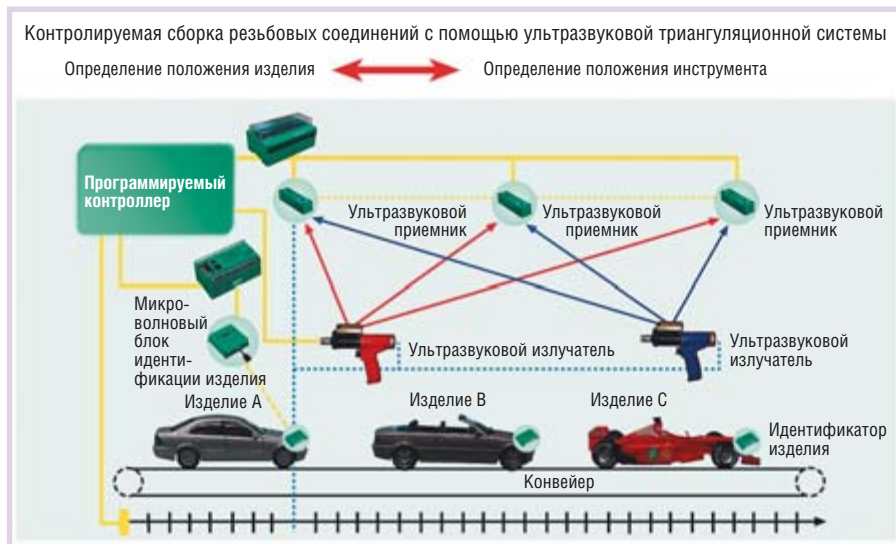 Контролируемая сборка резьбовых соединений с помощью ультразвуковой триангуляционной системы
Определение положения изделия
Определение положения инструмента
Программируемый
контроллер
Ультразвуковой
приемник
Ультразвуковой
приемник
Ультразвуковой
приемник
Микро-
волновый
блок
иденти-
фикации изделия
Ультразвуковой излучатель
Ультразвуковой
излучатель
Изделие А
Изделие В
Изделие С
Идентификатор
изделия
Конвейер